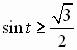 sin t ≥ √3/2